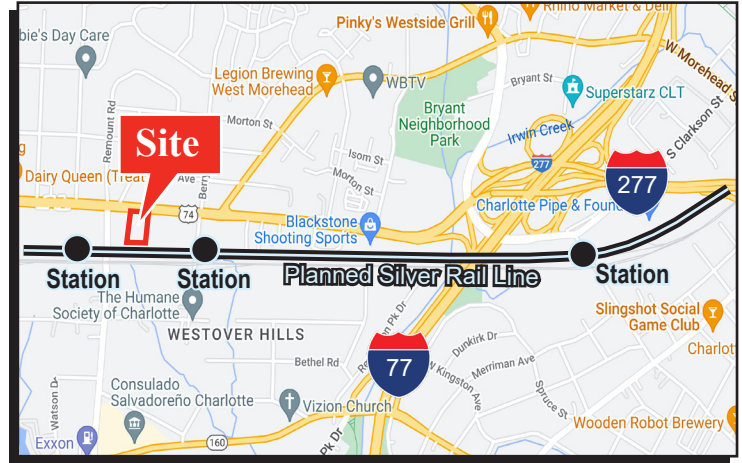 Pinky's Westside Grill
Rhino Market & Deli
bie's Day Care
W Morehead S
Legion Brewing
West Morehead
WBTV
Bryant St
Superstarz CLT
Bryant
Neighborhood
Park
Remount Rd
Morton St
Irwin Creek
S Clarkson St
Site
Isom St
277
277
Dairy Queen (Treat
Ave
Berry
Morton St
74
Charlotte Pipe & Foun
Blackstone
Shooting Sports
Station
Station
Planned Silver Rail Line
Station
The Humane
Society of Charlotte
Slingshot Social
Game Club
WESTOVER HILLS
Pk Dr
Dunkirk Dr
Charlot
77
Bethel Rd
Merriman Ave
W Kingston Ave
Consulado
Salvadoreño Charlotte
Watson D
Vizion Church
Spruce St
Wooden Robot Brewery
Exxon
160
Pk Dr